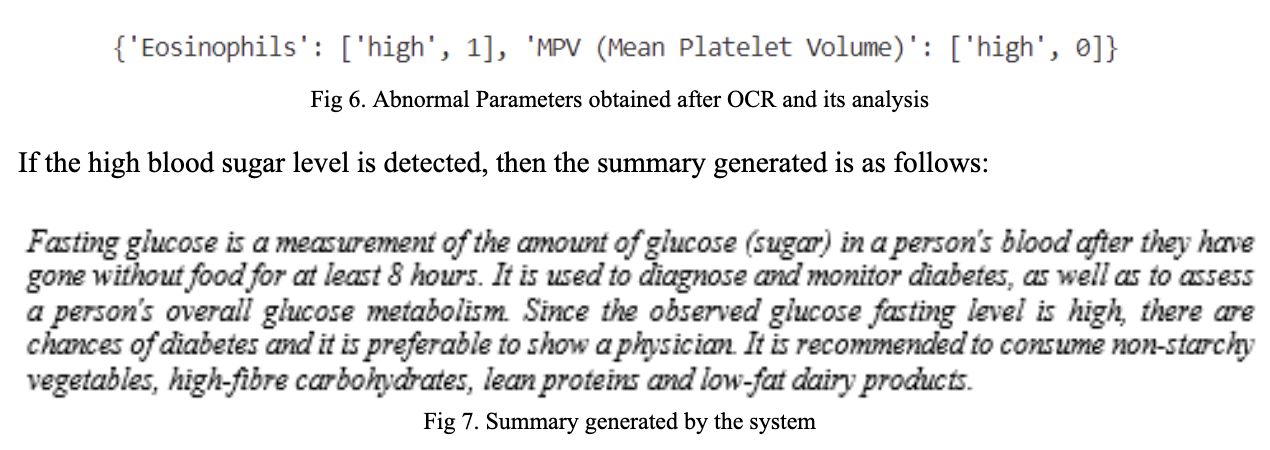 {'Eosinophils': ['high', 1], 'MPV (Mean Platelet Volume)': ['high', 0]}
Fig 6. Abnormal Parameters obtained after OCR and its analysis
If the high blood sugar level is detected, then the summary generated is as follows:
Fasting glucose is a measurement of the amount of glucose (sugar) in a person's blood after they have
gone without food for at least 8 hours. It is used to diagnose and monitor diabetes, as well as to assess
a person's overall glucose metabolism. Since the observed glucose fasting level is high, there are
chances of diabetes and it is preferable to show a physician. It is recommended to consume non-starchy
vegetables, high-fibre carbohydrates, lean proteins and low-fat dairy products.
Fig 7. Summary generated by the system